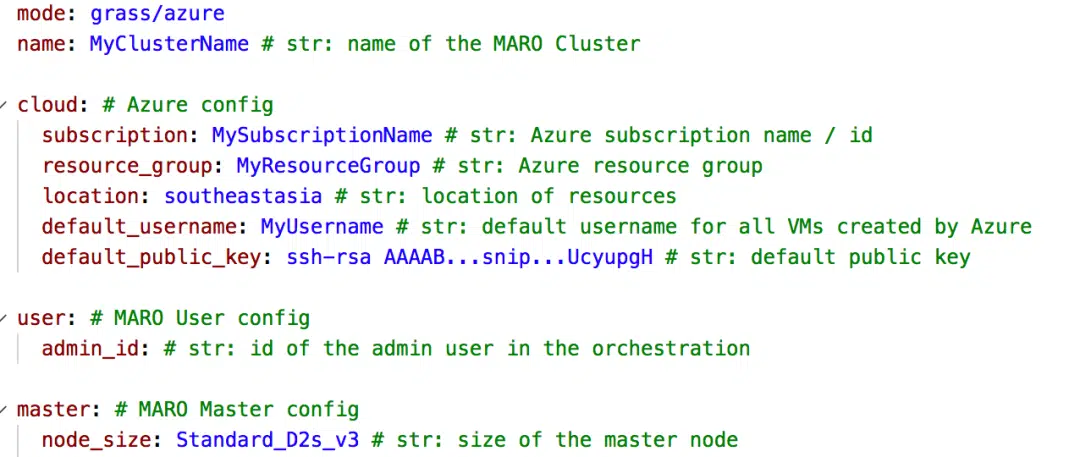 mode: grass/azure
name: MyClusterName # str: name of the MARO Cluster
cloud: # Azure config
subscription: MySubscriptionName # str: Azure subscription name / id
resource_group: MyResourceGroup # str: Azure resource group
location: southeastasia # str: location of resources
default_username: MyUsername # str: default username for all VMs created by Azure
default_public_key: ssh-rsa AAAAB...snip...UcyupgH # str: default public key
user: # MARO User config
admin_id: # str: id of the admin user in the orchestration
master: # MARO Master config
node_size: Standard_D2s_v3 # str: size of the master node